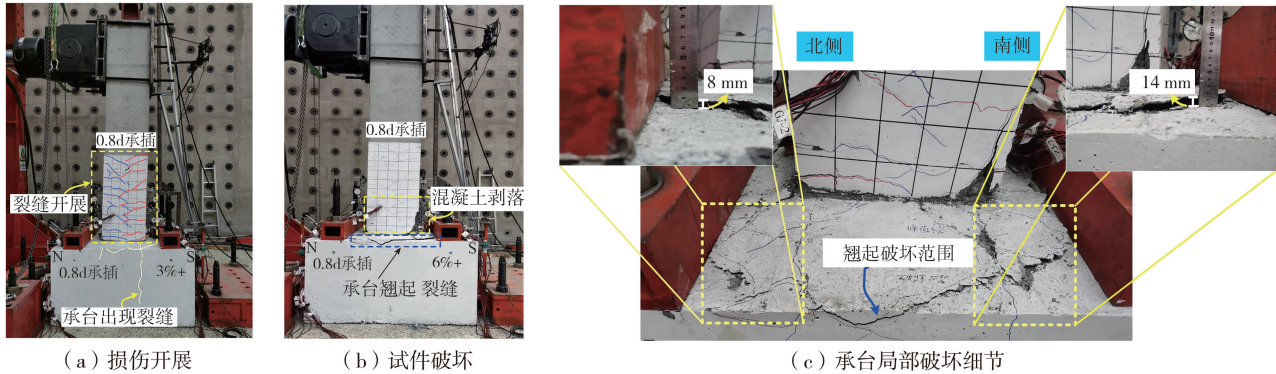 0.8d承插
裂缝开展
N
S
0.8d承插
3%+
承台出现裂缝
(a)损伤开展
0.8d承插
混凝土剥落
N
S
0.8d承插
6%+
承台翘起 裂缝
(b)试件破坏
北侧
南侧
8 mm
14 mm
翘起破坏范围
(c)承台局部破坏细节